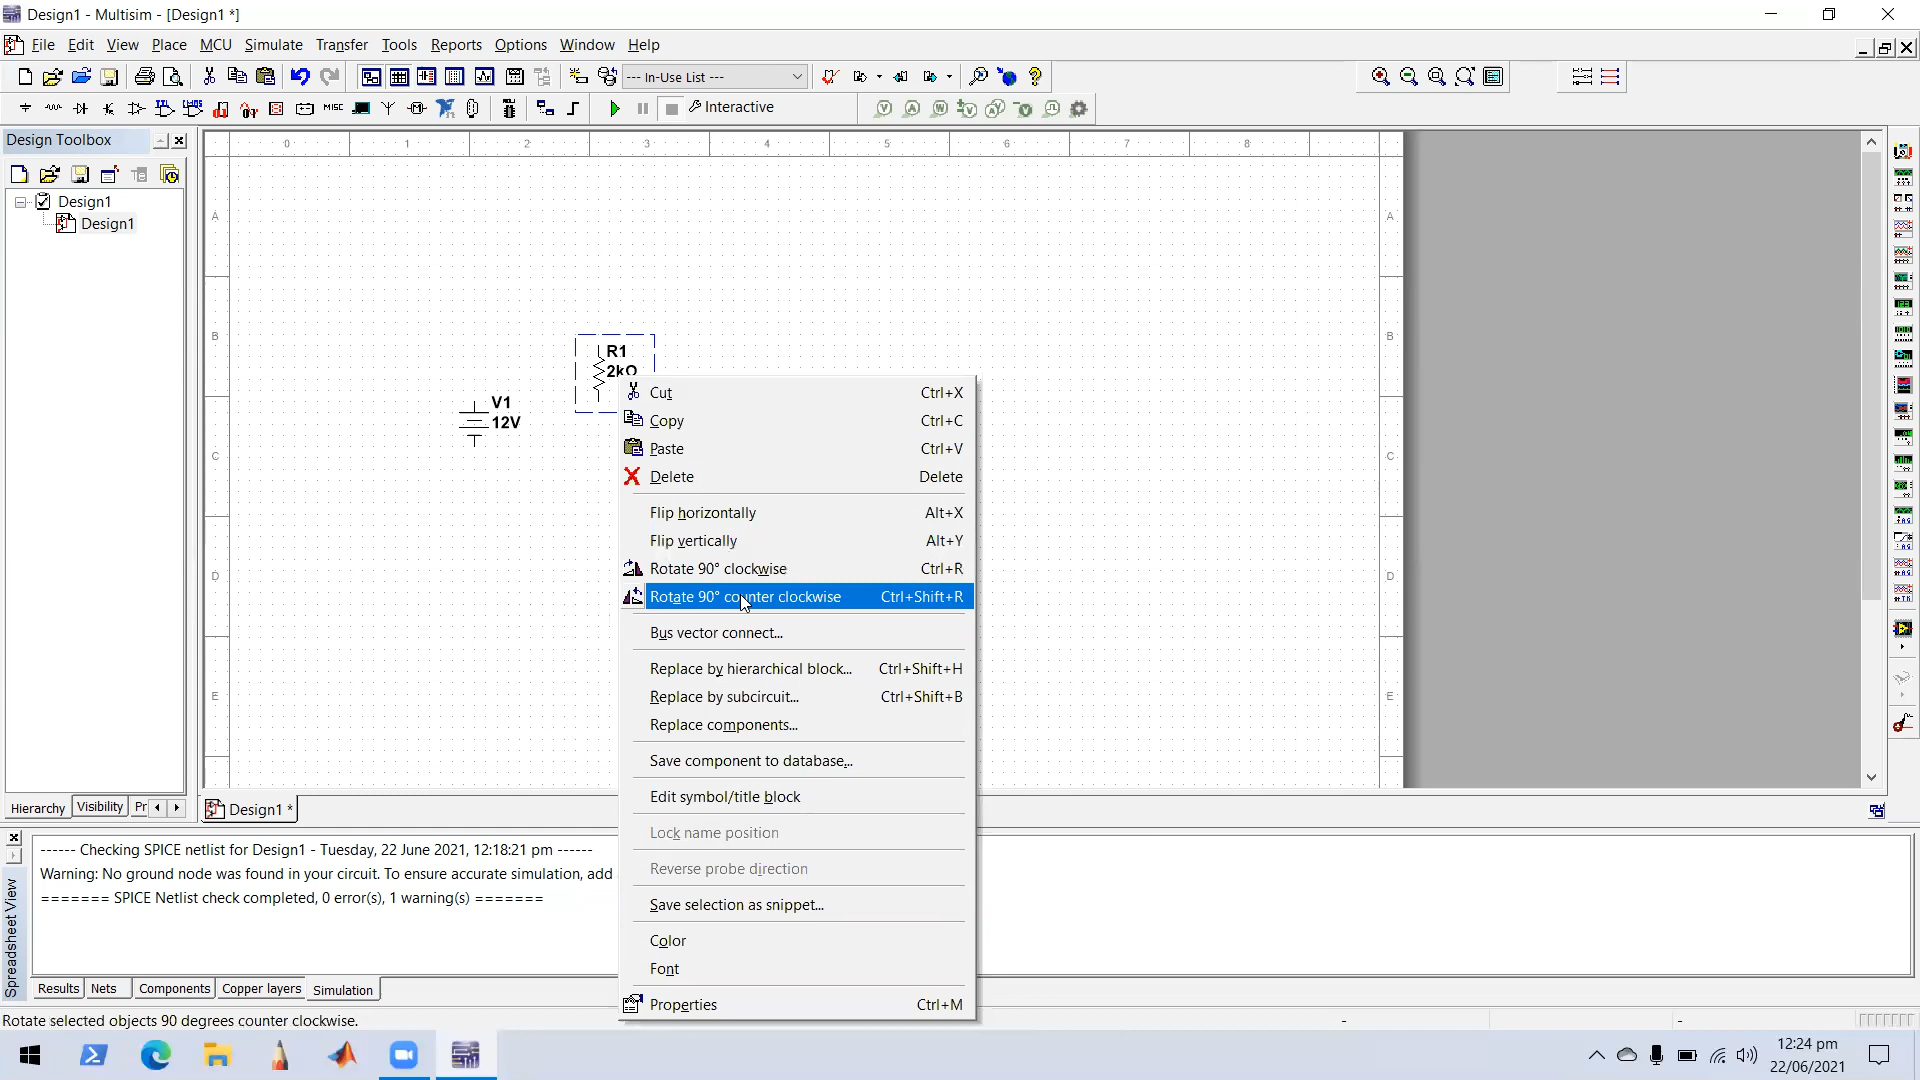 Design1 - Multisim - [Design1 *]
File Edit View Place MCU Simulate Transfer Tools Reports Options Window Help
--- In-Use List ---
MISC Interactive
Design Toolbox
0 1 2 3 4 5 6 7 8
Design1
Design1
A A
B B
C C
D D
E E
R1
2kΩ
V1
12V
Cut Ctrl+X
Copy Ctrl+C
Paste Ctrl+V
Delete Delete
Flip horizontally Alt+X
Flip vertically Alt+Y
Rotate 90° clockwise Ctrl+R
Rotate 90° counter clockwise Ctrl+Shift+R
Bus vector connect...
Replace by hierarchical block... Ctrl+Shift+H
Replace by subcircuit... Ctrl+Shift+B
Replace components...
Save component to database...
Edit symbol/title block
Lock name position
Reverse probe direction
Save selection as snippet...
Color
Font
Properties Ctrl+M
Hierarchy Visibility Pr
Design1 *
------ Checking SPICE netlist for Design1 - Tuesday, 22 June 2021, 12:18:21 pm ------
Warning: No ground node was found in your circuit. To ensure accurate simulation, add
======= SPICE Netlist check completed, 0 error(s), 1 warning(s) =======
Spreadsheet View
Results Nets Components Copper layers Simulation
Rotate selected objects 90 degrees counter clockwise. - -
12:24 pm
22/06/2021